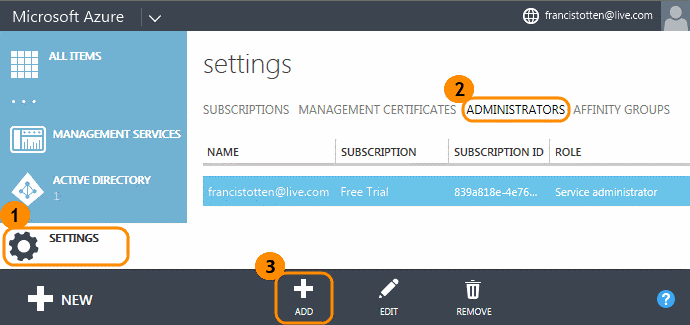 Microsoft Azure
francistotten@live.com
ALL ITEMS
...
MANAGEMENT SERVICES
ACTIVE DIRECTORY
1
1
SETTINGS
settings
2
SUBSCRIPTIONS MANAGEMENT CERTIFICATES ADMINISTRATORS AFFINITY GROUPS
NAME SUBSCRIPTION SUBSCRIPTION ID ROLE
francistotten@live.com Free Trial 839a818e-4e76... Service administrator
3
NEW
ADD
EDIT
REMOVE
?